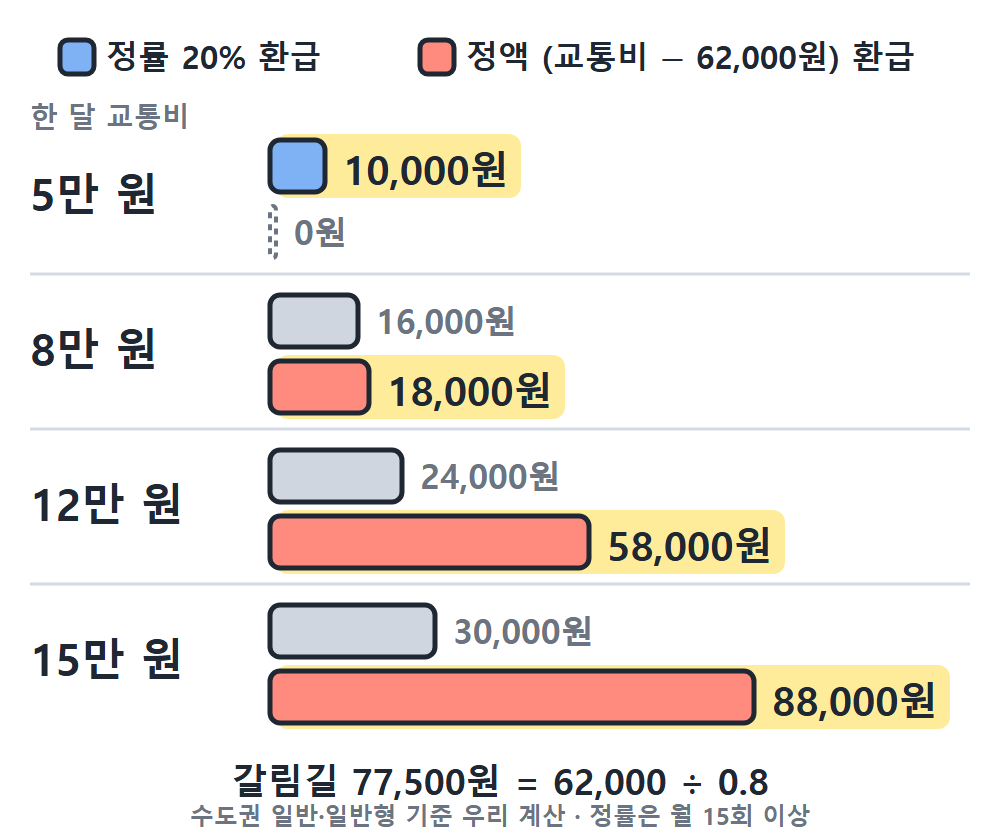 정률 20% 환급
정액 (교통비 − 62,000원) 환급
한 달 교통비
5만 원
10,000원
0원
8만 원
16,000원
18,000원
12만 원
24,000원
58,000원
15만 원
30,000원
88,000원
갈림길 77,500원 = 62,000 ÷ 0.8
수도권 일반·일반형 기준 우리 계산 · 정률은 월 15회 이상